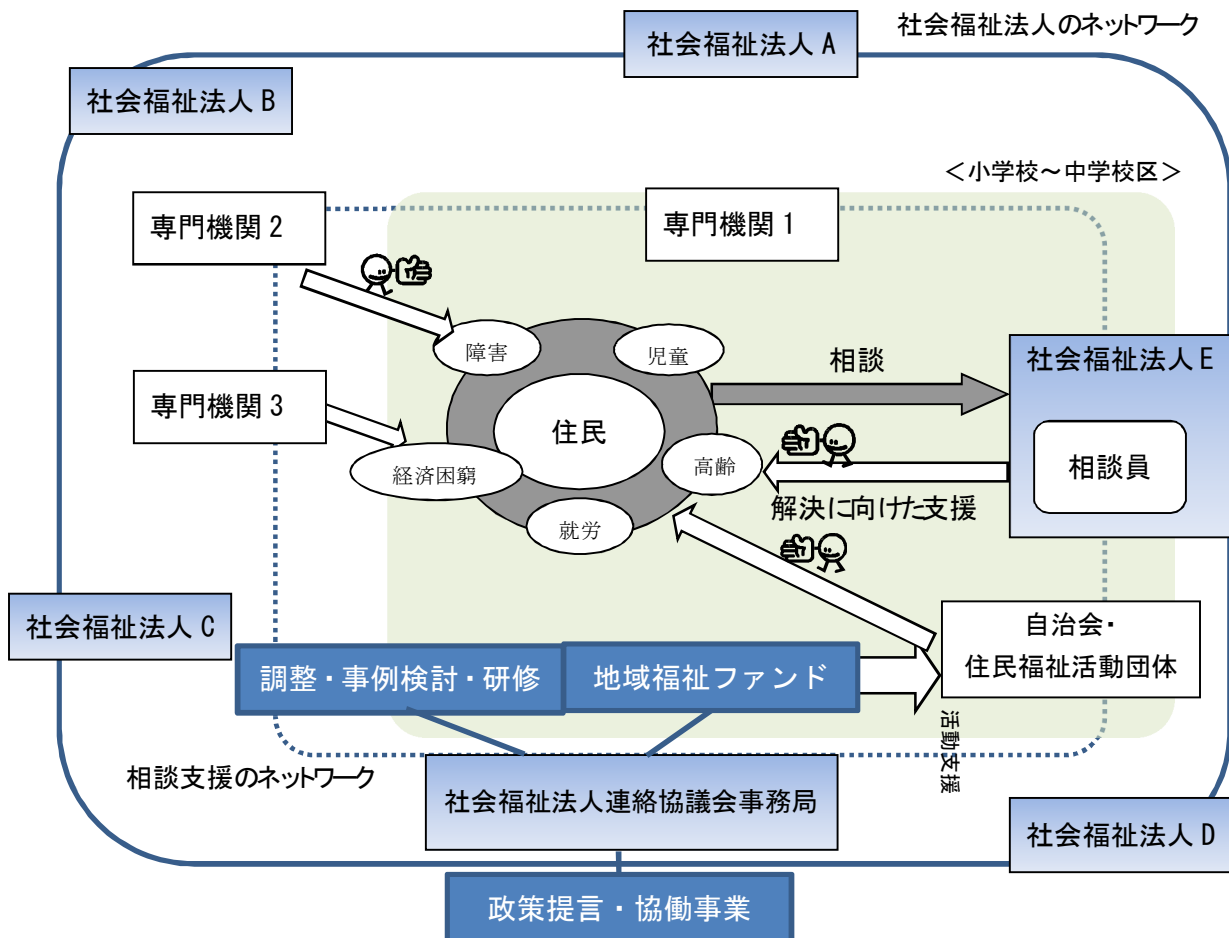 社会福祉法人のネットワーク
社会福祉法人A
社会福祉法人B
＜小学校～中学校区＞
専門機関2
専門機関1
障害
児童
相談
社会福祉法人E
専門機関3
住民
経済困窮
高齢
相談員
解決に向けた支援
就労
社会福祉法人C
自治会・
住民福祉活動団体
調整・事例検討・研修
地域福祉ファンド
活動支援
相談支援のネットワーク
社会福祉法人連絡協議会事務局
社会福祉法人D
政策提言・協働事業